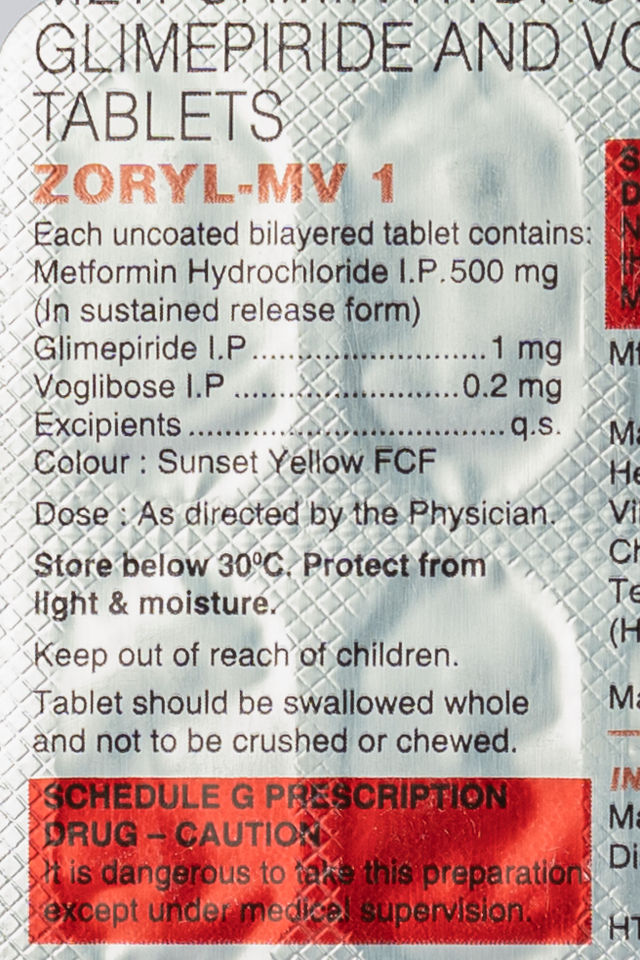 GLIMEPIRIDE AND
TABLETS
ZORYL-MV 1
Each uncoated bilayered tablet contains:
Metformin Hydrochloride I.P.500 mg
(In sustained release form)
Glimepiride I.P.........................1 mg
Voglibose I.P .......................0.2 mg
Excipients ................................ q.s.
Colour : Sunset Yellow FCF
Dose : As directed by the Physician.
Store below 30⁰C. Protect from
light & moisture.
Keep out of reach of children.
Tablet should be swallowed whole
and not to be crushed or chewed.
SCHEDULE G PRESCRIPTION
DRUG – CAUTION
It is dangerous to take this preparation
except under medical supervision.